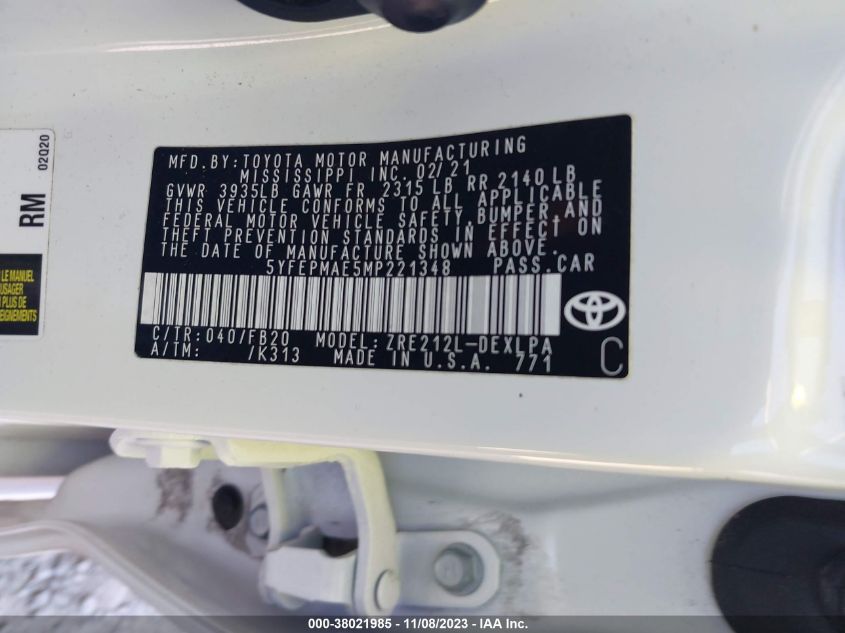 MFD. BY: TOYOTA MOTOR MANUFACTURING
MISSISSIPPI INC. 02/21
GVWR 3935LB GAWR FR 2315 LB RR 2140 LB
THIS VEHICLE CONFORMS TO ALL APPLICABLE
FEDERAL MOTOR VEHICLE SAFETY, BUMPER AND
THEFT PREVENTION STANDARDS IN EFFECT ON
THE DATE OF MANUFACTURE SHOWN ABOVE.
5YFEPMAE5MP221348 PASS.CAR
C/TR: 040/FB20 MODEL: ZRE212L-DEXLPA
A/TM: /K313 MADE IN U.S.A. 771
C
RM
02020
LE MANUEL
USAGER
PLUS DE
EIGNEMENTS
000-38021985 - 11/08/2023 - IAA Inc.